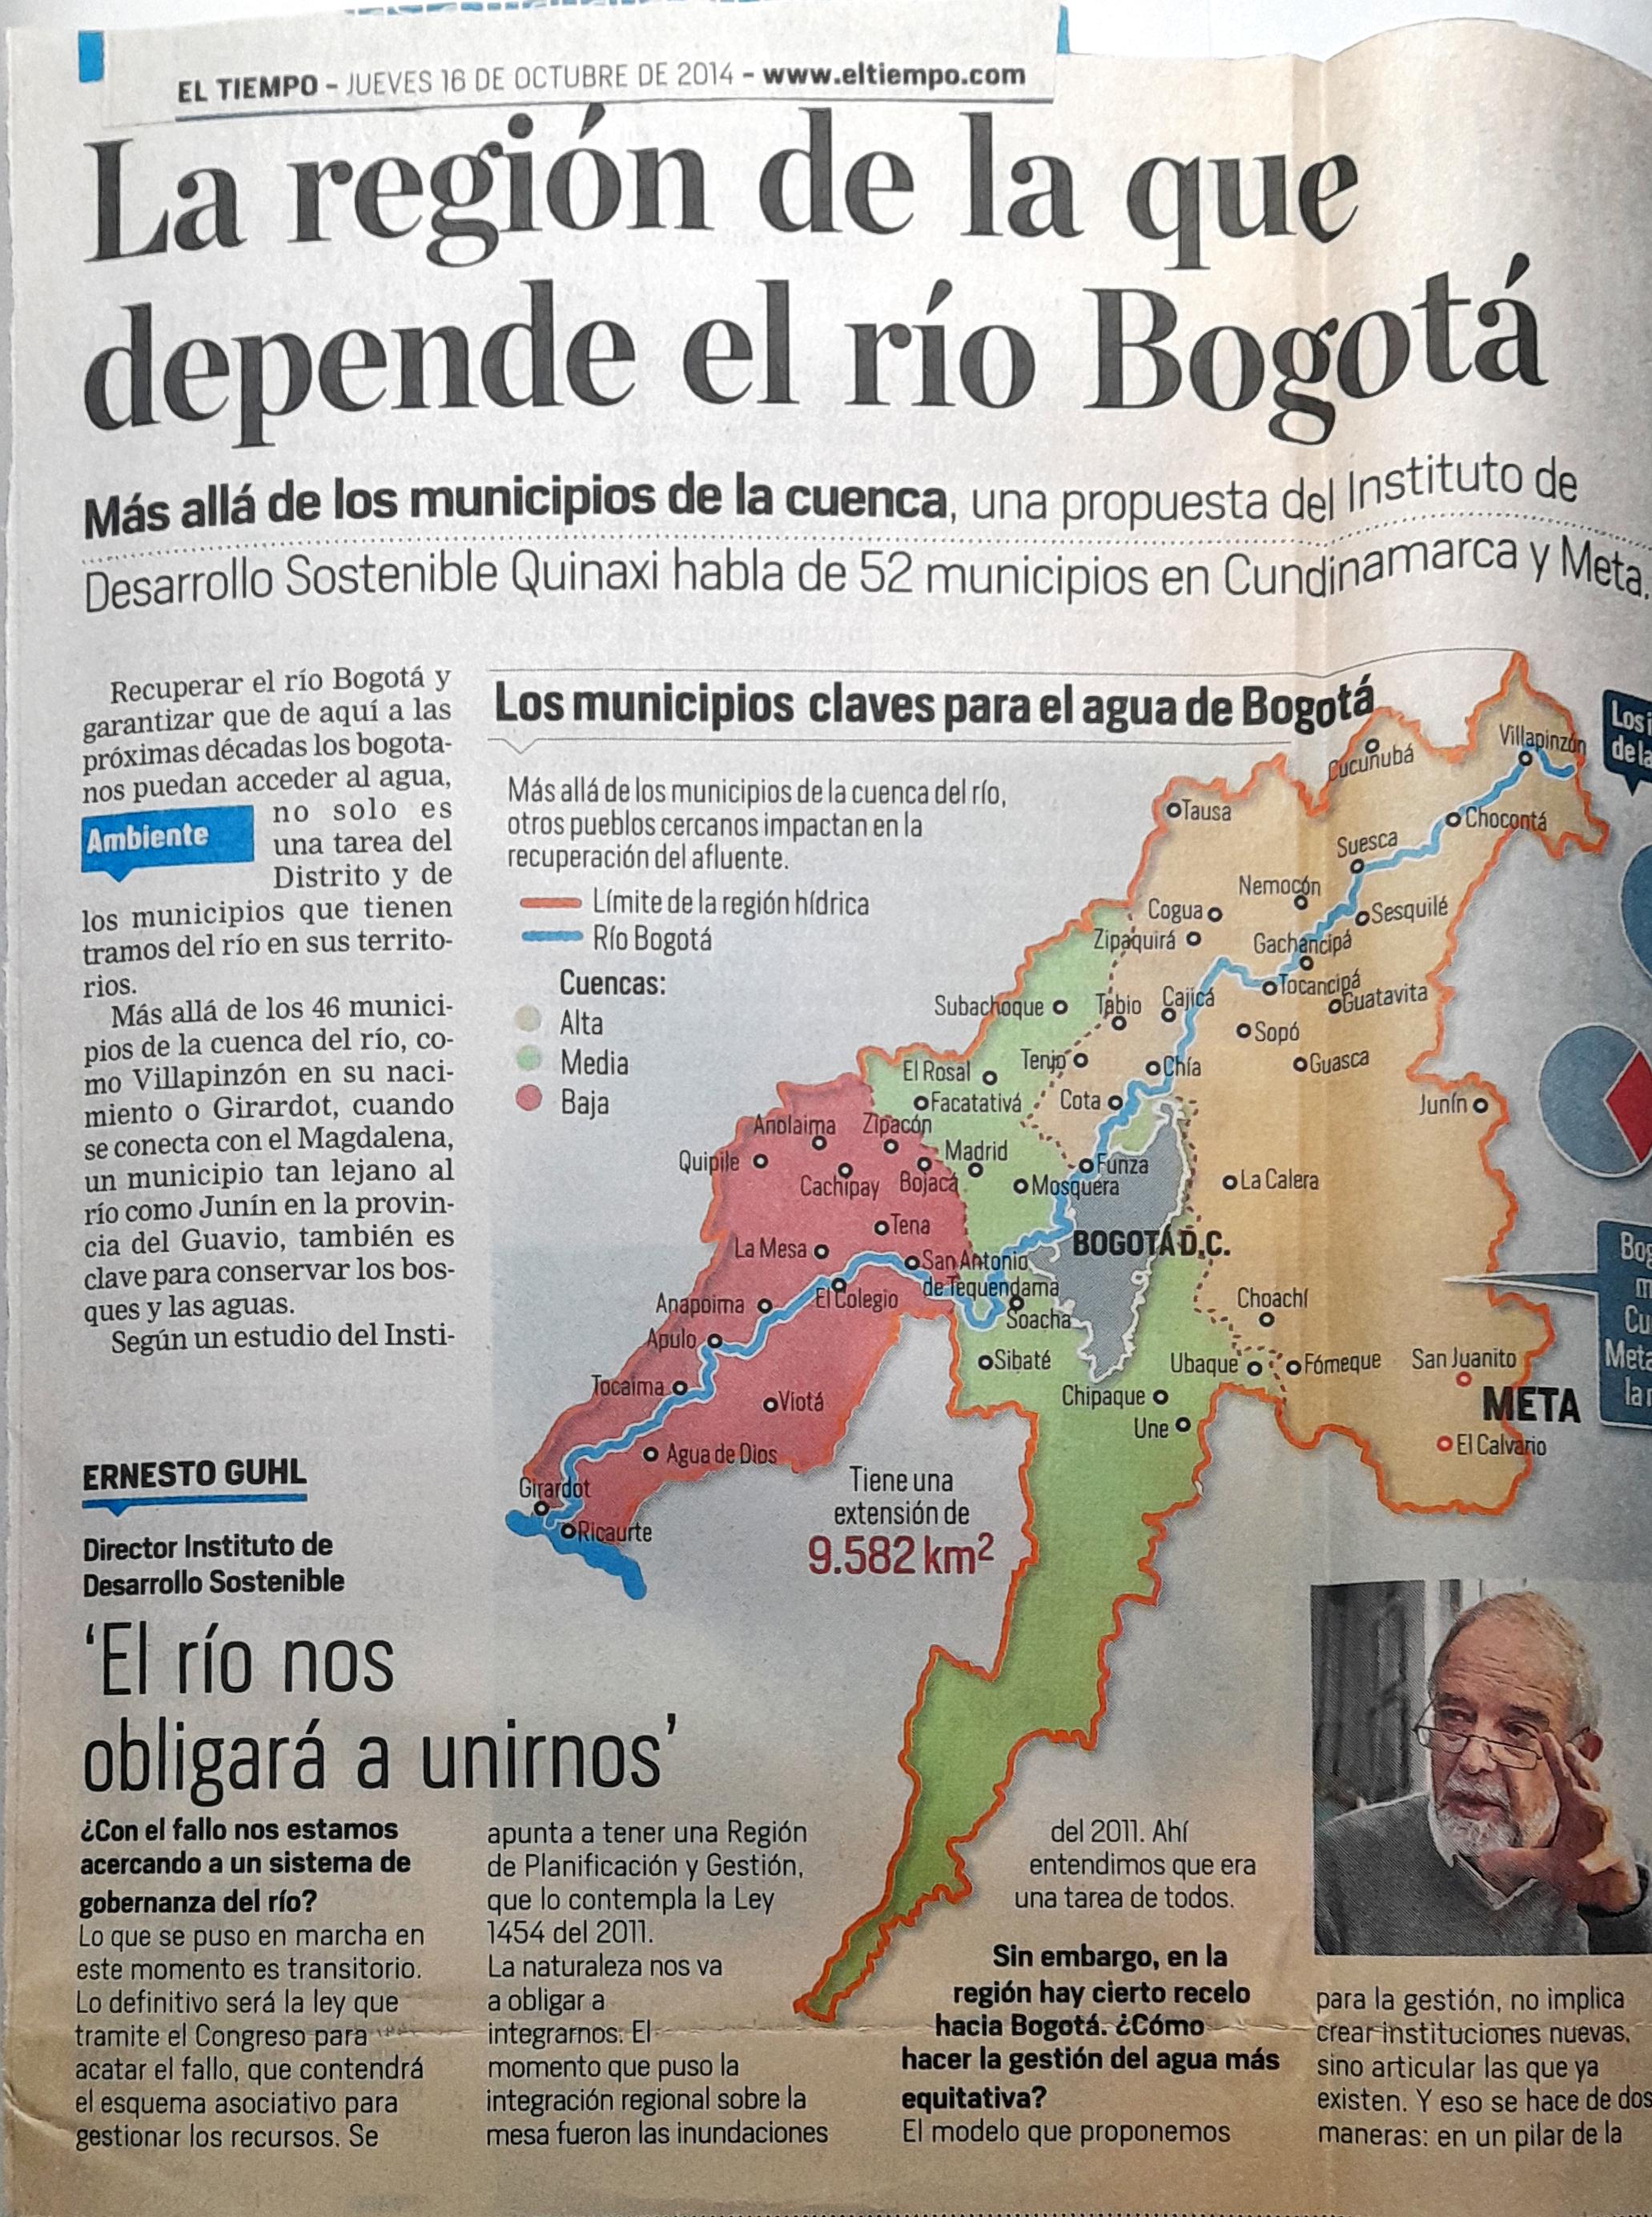 EL TIEMPO - JUEVES 16 DE OCTUBRE DE 2014 - www.eltiempo.com
La región de la que
depende el río Bogotá
Más allá de los municipios de la cuenca, una propuesta del Instituto de
Desarrollo Sostenible Quinaxi habla de 52 municipios en Cundinamarca y Meta.
Recuperar el río Bogotá y
garantizar que de aquí a las
próximas décadas los bogota-
nos puedan acceder al agua,
Ambiente
no solo es
una tarea del
Distrito y de
los municipios que tienen
tramos del río en sus territo-
rios.
Más allá de los 46 munici-
pios de la cuenca del río, co-
mo Villapinzón en su naci-
miento o Girardot, cuando
se conecta con el Magdalena,
un municipio tan lejano al
río como Junín en la provin-
cia del Guavio, también es
clave para conservar los bos-
ques y las aguas.
Según un estudio del Insti-
Los municipios claves para el agua de Bogotá
Más allá de los municipios de la cuenca del río,
otros pueblos cercanos impactan en la
recuperación del afluente.
Límite de la región hídrica
Río Bogotá
Cuencas:
Alta
Media
Baja
Villapinzón
Cucunubá
Tausa
Chocontá
Suesca
Nemocón
Cogua
Sesquilé
Zipaquirá
Gachancipá
Tocancipá
Guatavita
Subachoque
Tabio
Cajicá
Sopó
Tenjo
Guasca
El Rosal
Chía
Facatativá
Cota
Junín
Anolaima
Zipacón
Madrid
Quipile
Cachipay
Bojacá
Funza
Mosquera
La Calera
Tena
La Mesa
BOGOTÁ D.C.
San Antonio
de Tequendama
Anapoima
El Colegio
Soacha
Choachí
Apulo
Sibaté
Ubaque
Fómeque
San Juanito
Tocaima
Viotá
Chipaque
META
Une
El Calvario
Agua de Dios
Girardot
Ricaurte
Tiene una
extensión de
9.582 km²
Los
de la
Bog
m
Cu
Meta
la
ERNESTO GUHL
Director Instituto de
Desarrollo Sostenible
'El río nos
obligará a unirnos'
¿Con el fallo nos estamos
acercando a un sistema de
gobernanza del río?
Lo que se puso en marcha en
este momento es transitorio.
Lo definitivo será la ley que
tramite el Congreso para
acatar el fallo, que contendrá
el esquema asociativo para
gestionar los recursos. Se
apunta a tener una Región
de Planificación y Gestión,
que lo contempla la Ley
1454 del 2011.
La naturaleza nos va
a obligar a
integrarnos. El
momento que puso la
integración regional sobre la
mesa fueron las inundaciones
del 2011. Ahí
entendimos que era
una tarea de todos.
Sin embargo, en la
región hay cierto recelo
hacia Bogotá. ¿Cómo
hacer la gestión del agua más
equitativa?
El modelo que proponemos
para la gestión, no implica
crear instituciones nuevas,
sino articular las que ya
existen. Y eso se hace de dos
maneras: en un pilar de la